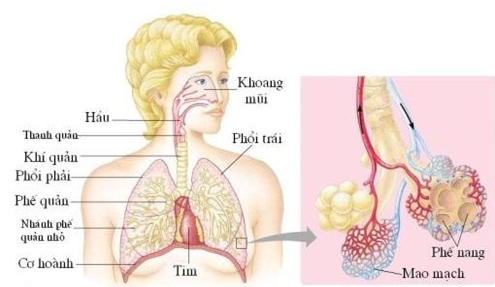 Khoang
mũi
Hầu
Thanh quản
Phổi trái
Khí quản
Phổi phải
Phế quản
Nhánh phế
quản nhỏ
Cơ hoành
Tim
Phế nang
Mao mạch